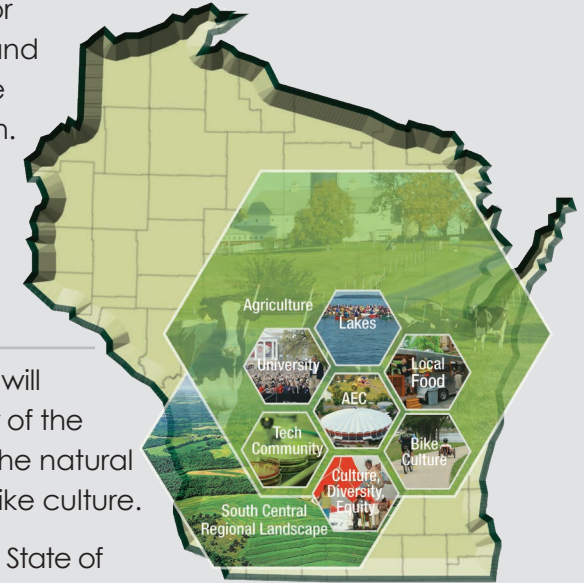 or
and
e
n.
will
of the
he natural
ike culture.
State of
Agriculture
Lakes
University
Local
Food
AEC
Tech
Community
Bike
Culture
Culture,
Diversity,
Equity
South Central
Regional Landscape